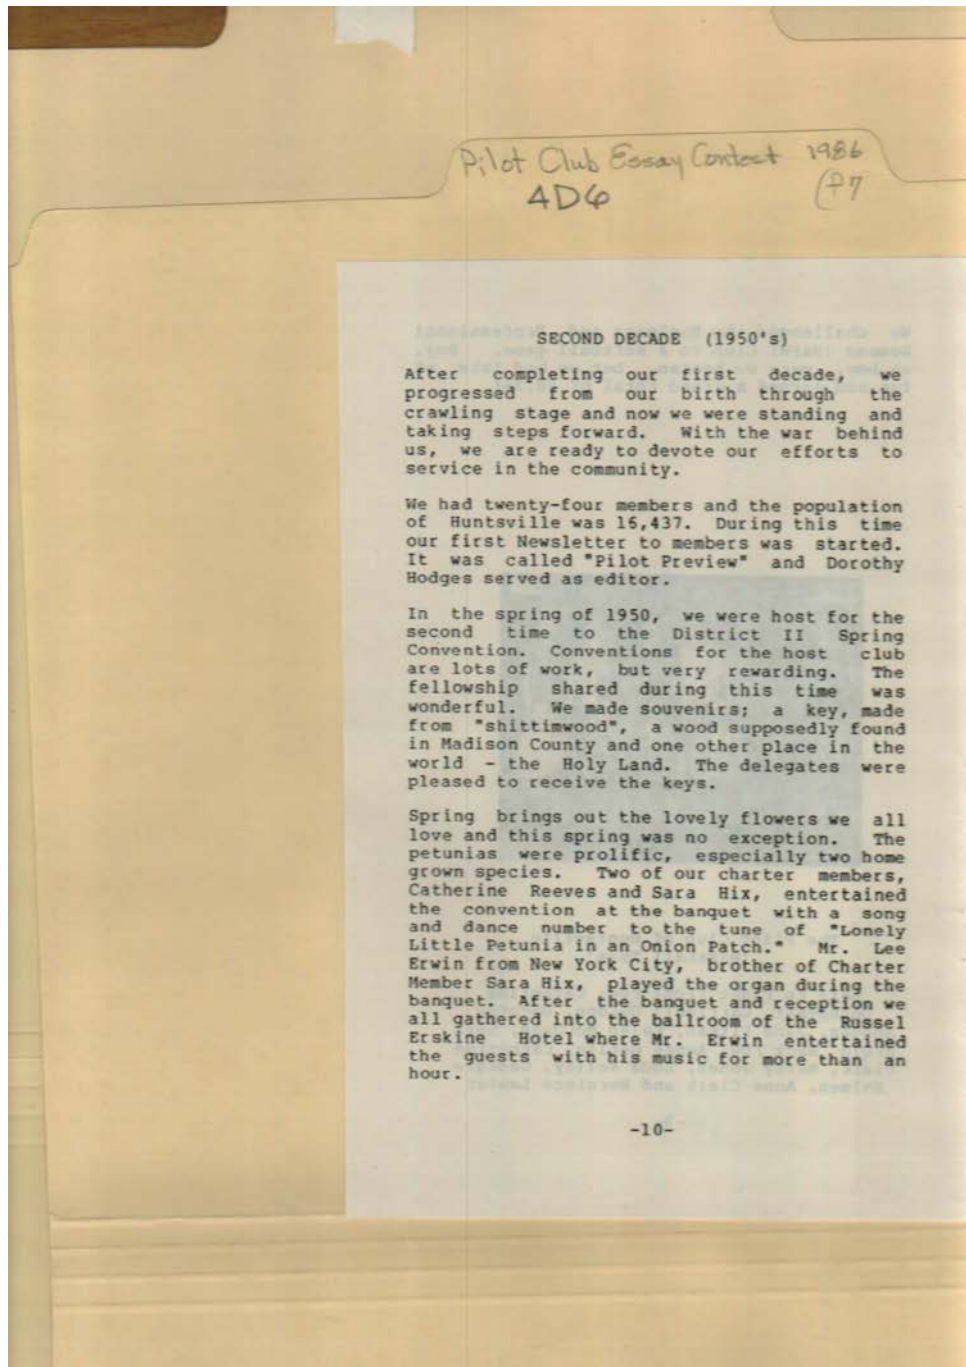 Pilot Club Essay Contest 1986
4D6 (P7
SECOND DECADE (1950's)
After completing our first decade, we
progressed from our birth through the
crawling stage and now we were standing and
taking steps forward. With the war behind
us, we are ready to devote our efforts to
service in the community.
We had twenty-four members and the population
of Huntsville was 16,437. During this time
our first Newsletter to members was started.
It was called "Pilot Preview" and Dorothy
Hodges served as editor.
In the spring of 1950, we were host for the
second time to the District II Spring
Convention. Conventions for the host club
are lots of work, but very rewarding. The
fellowship shared during this time was
wonderful. We made souvenirs; a key, made
from "shittimwood", a wood supposedly found
in Madison County and one other place in the
world - the Holy Land. The delegates were
pleased to receive the keys.
Spring brings out the lovely flowers we all
love and this spring was no exception. The
petunias were prolific, especially two home
grown species. Two of our charter members,
Catherine Reeves and Sara Hix, entertained
the convention at the banquet with a song
and dance number to the tune of "Lonely
Little Petunia in an Onion Patch." Mr. Lee
Erwin from New York City, brother of Charter
Member Sara Hix, played the organ during the
banquet. After the banquet and reception we
all gathered into the ballroom of the Russel
Erskine Hotel where Mr. Erwin entertained
the guests with his music for more than an
hour.
-10-